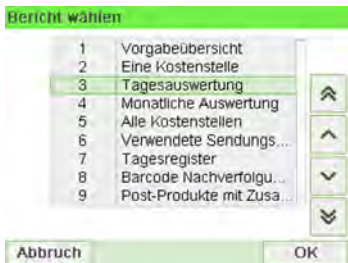 Bericht wählen
1 Vorgabeübersicht
2 Eine Kostenstelle
3 Tagesauswertung
4 Monatliche Auswertung
5 Alle Kostenstellen
6 Verwendete Sendungs...
7 Tagesregister
8 Barcode Nachverfolgu...
9 Post-Produkte mit Zusa...
Abbruch OK